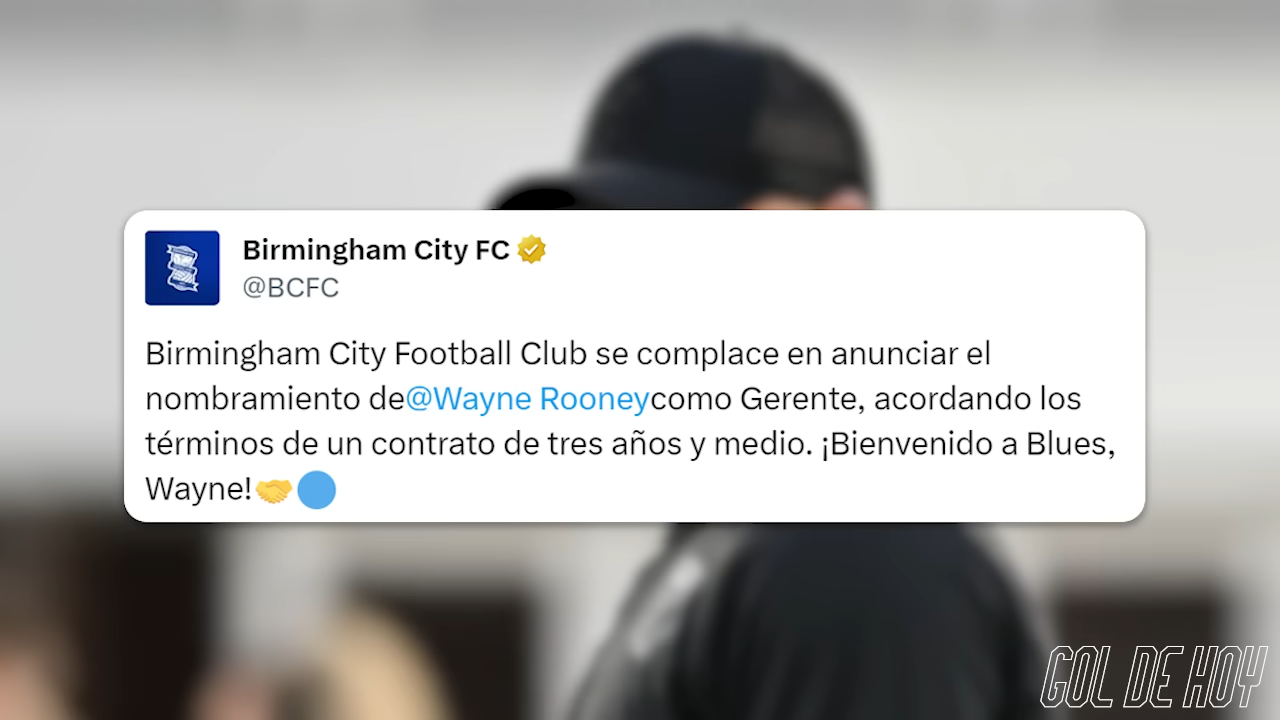 Birmingham City FC
@BCFC
Birmingham City Football Club se complace en anunciar el
nombramiento de@Wayne Rooneycomo Gerente, acordando los
términos de un contrato de tres años y medio. ¡Bienvenido a Blues,
Wayne!🤝🔵
GOL DE HOY